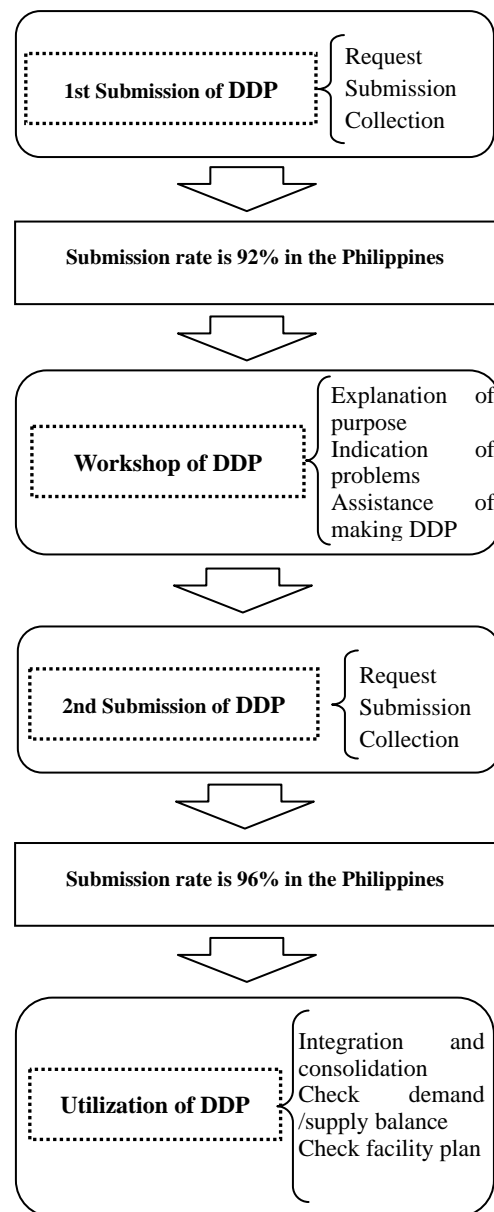 1st Submission of DDP
Request
Submission
Collection
Submission rate is 92% in the Philippines
Workshop of DDP
Explanation of
purpose
Indication of
problems
Assistance of
making DDP
2nd Submission of DDP
Request
Submission
Collection
Submission rate is 96% in the Philippines
Utilization of DDP
Integration and
consolidation
Check demand
/supply balance
Check facility plan